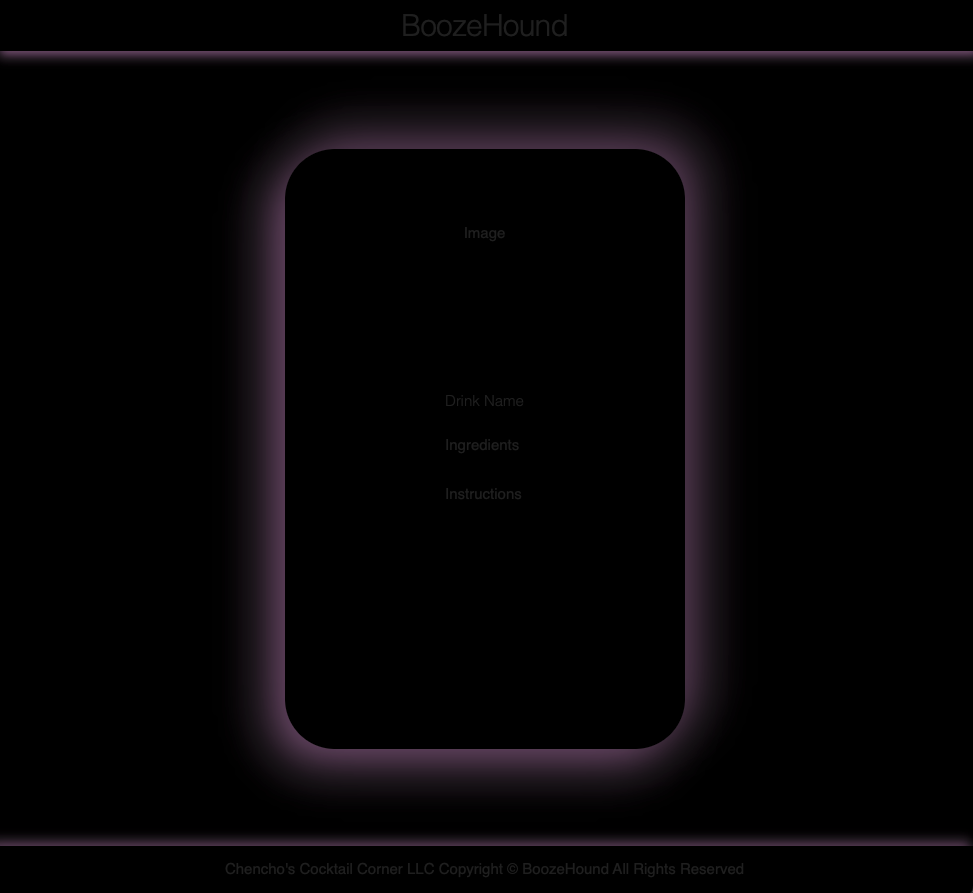 BoozeHound
Image
Drink Name
Ingredients
Instructions
Chencho's Cocktail Corner LLC Copyright © BoozeHound All Rights Reserved